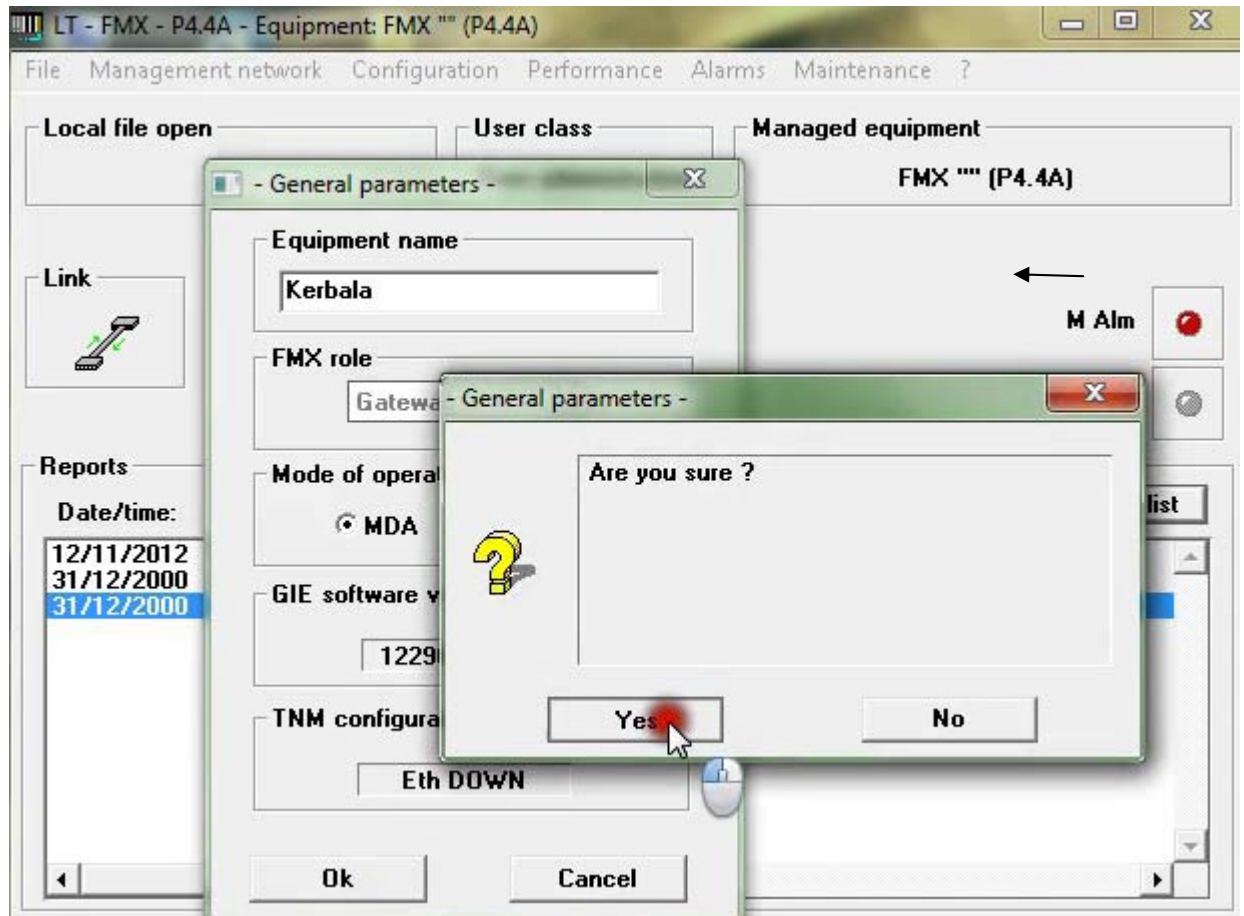 LT - FMX - P4.4A - Equipment: FMX "" (P4.4A)
File Management network Configuration Performance Alarms Maintenance ?
Local file open
User class
Managed equipment
FMX "" (P4.4A)
- General parameters -
Equipment name
Kerbala
Link
M Alm
FMX role
Gatewa
- General parameters -
Are you sure ?
Yes
No
Reports
Date/time:
list
12/11/2012
31/12/2000
31/12/2000
Mode of opera
MDA
GIE software v
1229
TNM configura
Eth DOWN
Ok
Cancel